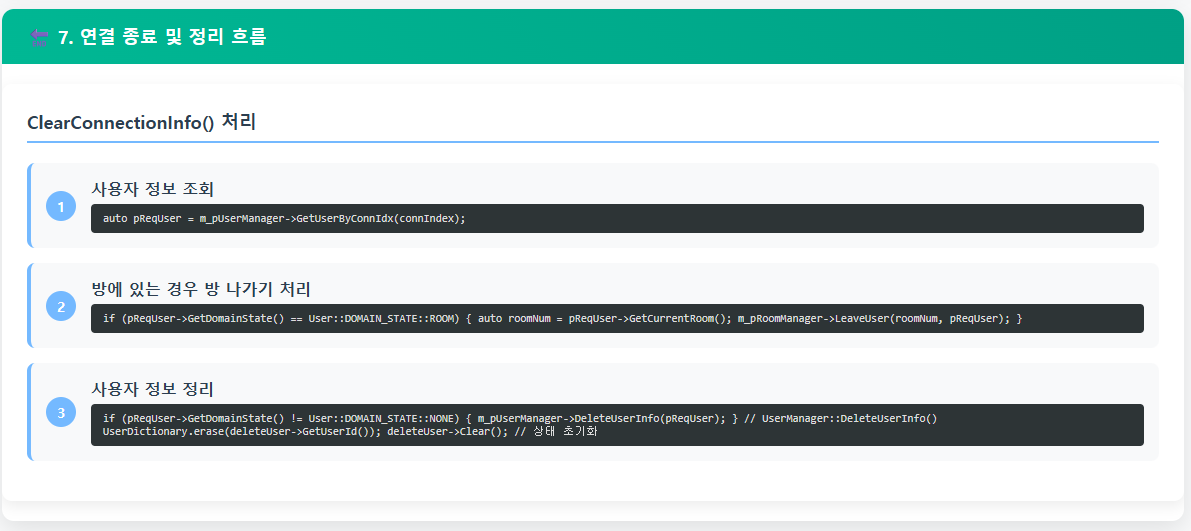 🔚 7. 연결 종료 및 정리 흐름
ClearConnectionInfo() 처리
1
사용자 정보 조회
auto pReqUser = m_pUserManager->GetUserByConnIdx(connIndex);
2
방에 있는 경우 방 나가기 처리
if (pReqUser->GetDomainState() == User::DOMAIN_STATE::ROOM) { auto roomNum = pReqUser->GetCurrentRoom(); m_pRoomManager->LeaveUser(roomNum, pReqUser); }
3
사용자 정보 정리
if (pReqUser->GetDomainState() != User::DOMAIN_STATE::NONE) { m_pUserManager->DeleteUserInfo(pReqUser); } // UserManager::DeleteUserInfo()
UserDictionary.erase(deleteUser->GetUserId()); deleteUser->Clear(); // 상태 초기화